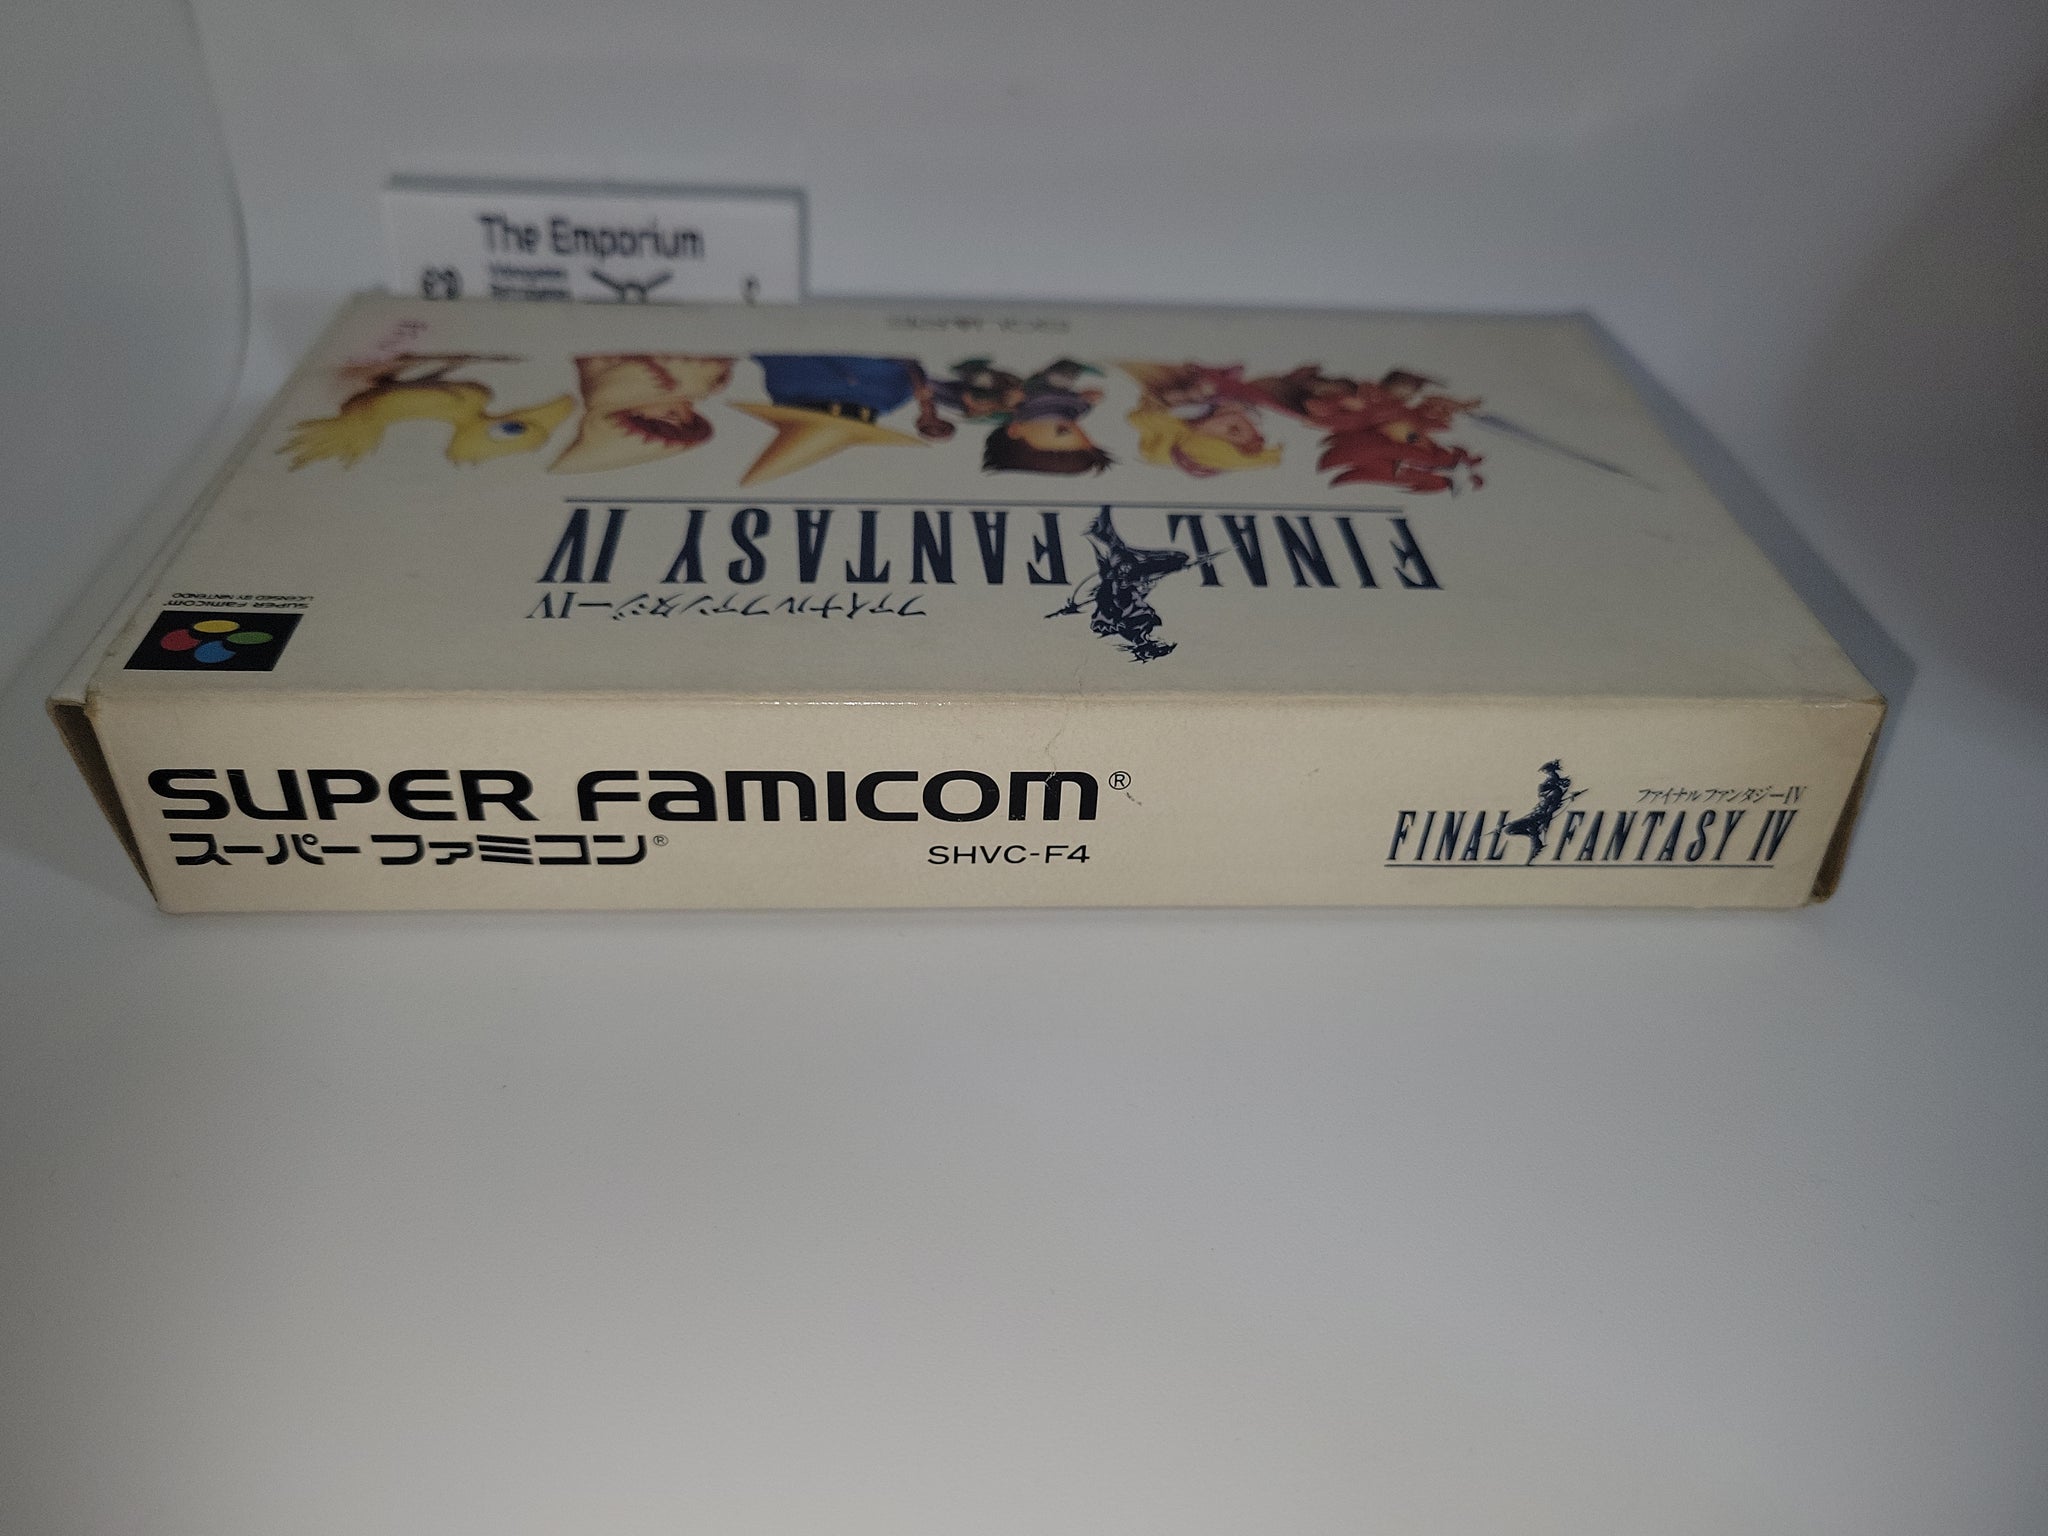 The Emporium
FINAL FANTASY IV
ファイナルファンタジーIV
SUPER FAMICOM™
LICENSED BY NINTENDO
SUPER FAMICOM®
スーパーファミコン®
SHVC-F4
ファイナルファンタジーIV
FINAL FANTASY IV